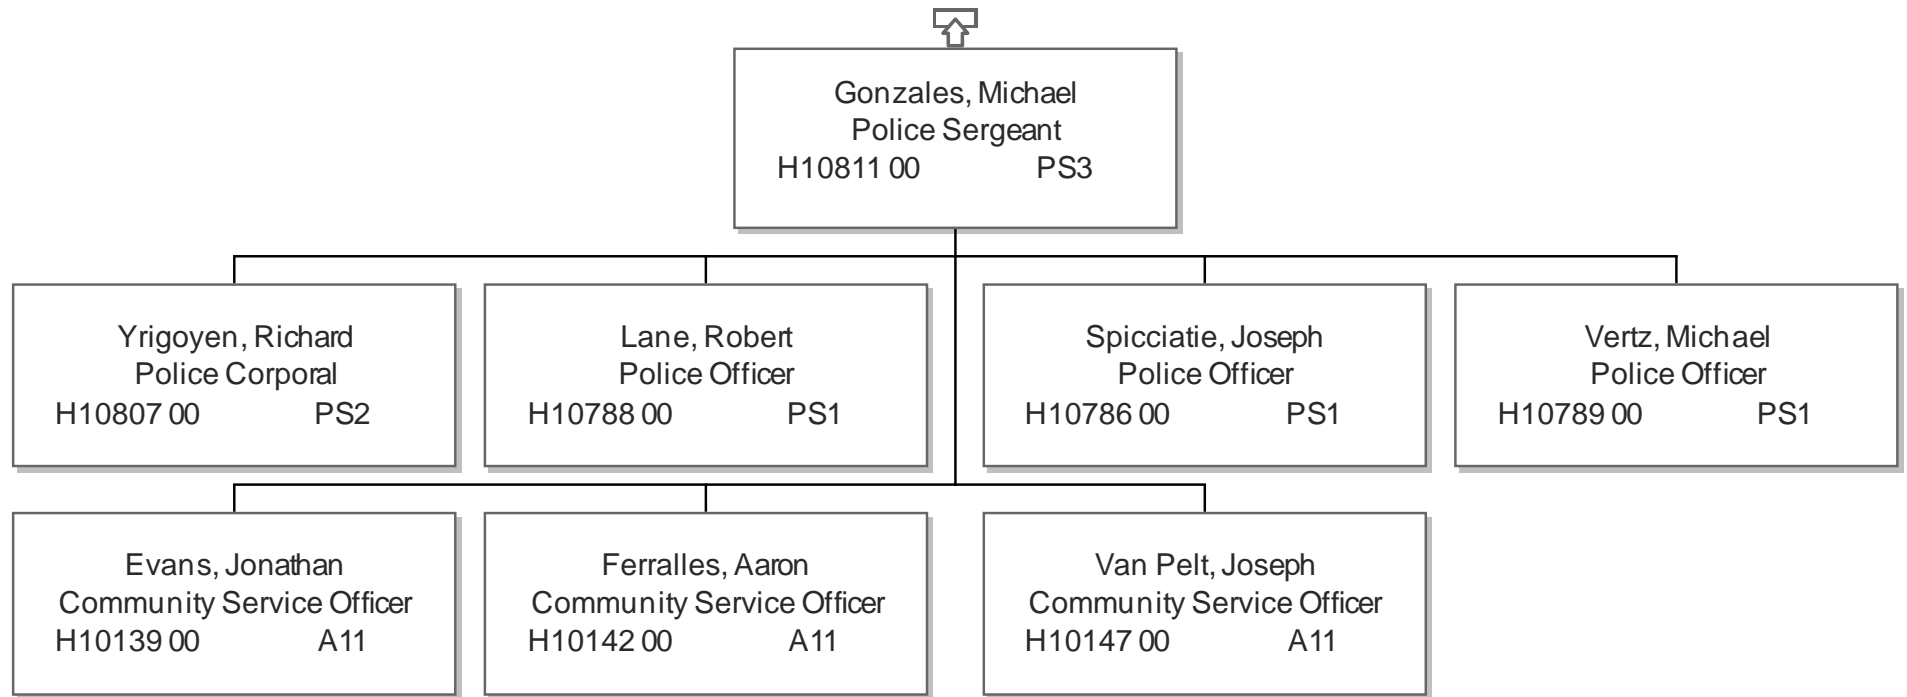 Gonzales, Michael
Police Sergeant
H10811 00 PS3
Yrigoyen, Richard
Police Corporal
H10807 00 PS2
Lane, Robert
Police Officer
H10788 00 PS1
Spicciatie, Joseph
Police Officer
H10786 00 PS1
Vertz, Michael
Police Officer
H10789 00 PS1
Evans, Jonathan
Community Service Officer
H10139 00 A11
Ferralles, Aaron
Community Service Officer
H10142 00 A11
Van Pelt, Joseph
Community Service Officer
H10147 00 A11